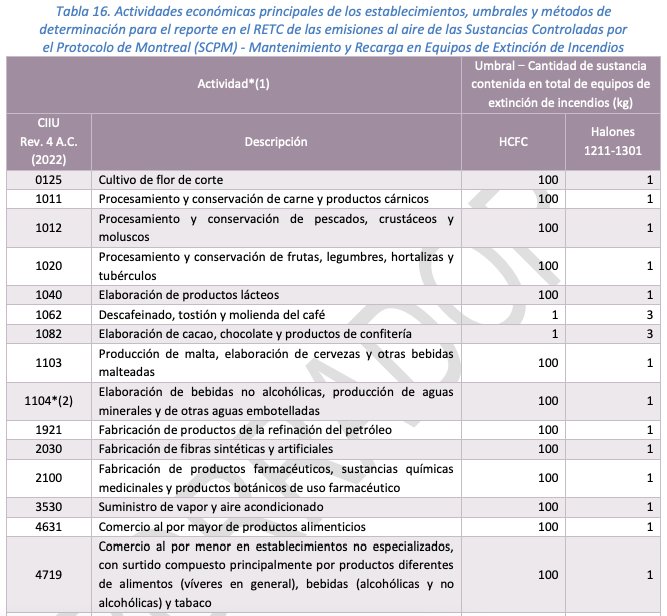 Tabla 16. Actividades económicas principales de los establecimientos, umbrales y métodos de
determinación para el reporte en el RETC de las emisiones al aire de las Sustancias Controladas por
el Protocolo de Montreal (SCPM) - Mantenimiento y Recarga en Equipos de Extinción de Incendios
Actividad*(1)
Umbral – Cantidad de sustancia
contenida en total de equipos de
extinción de incendios (kg)
CIIU
Rev. 4 A.C.
(2022)
Descripción
HCFC
Halones
1211-1301
0125 Cultivo de flor de corte 100 1
1011 Procesamiento y conservación de carne y productos cárnicos 100 1
1012 Procesamiento y conservación de pescados, crustáceos y
moluscos 100 1
1020 Procesamiento y conservación de frutas, legumbres, hortalizas y
tubérculos 100 1
1040 Elaboración de productos lácteos 100 1
1062 Descafeinado, tostión y molienda del café 1 3
1082 Elaboración de cacao, chocolate y productos de confitería 1 3
1103 Producción de malta, elaboración de cervezas y otras bebidas
malteadas 100 1
1104*(2) Elaboración de bebidas no alcohólicas, producción de aguas
minerales y de otras aguas embotelladas 100 1
1921 Fabricación de productos de la refinación del petróleo 100 1
2030 Fabricación de fibras sintéticas y artificiales 100 1
2100 Fabricación de productos farmacéuticos, sustancias químicas
medicinales y productos botánicos de uso farmacéutico 100 1
3530 Suministro de vapor y aire acondicionado 100 1
4631 Comercio al por mayor de productos alimenticios 100 1
4719 Comercio al por menor en establecimientos no especializados,
con surtido compuesto principalmente por productos diferentes
de alimentos (víveres en general), bebidas (alcohólicas y no
alcohólicas) y tabaco 100 1